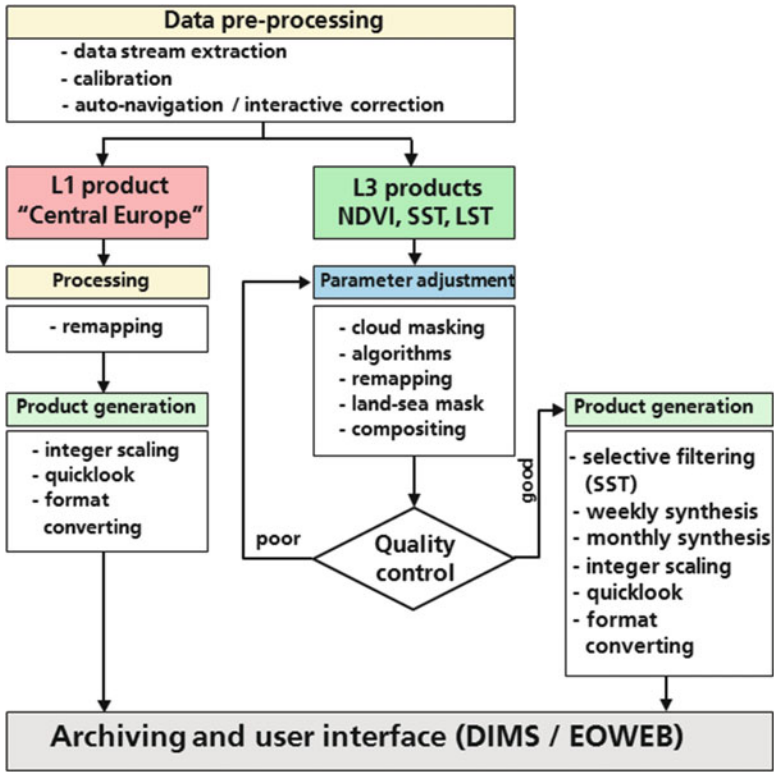 Data pre-processing
- data stream extraction
- calibration
- auto-navigation / interactive correction
L1 product
“Central Europe”
Processing
- remapping
Product generation
- integer scaling
- quicklook
- format
converting
L3 products
NDVI, SST, LST
Parameter adjustment
- cloud masking
- algorithms
- remapping
- land-sea mask
- compositing
Quality
control
poor
good
Product generation
- selective filtering
(SST)
- weekly synthesis
- monthly synthesis
- integer scaling
- quicklook
- format
converting
Archiving and user interface (DIMS / EOWEB)